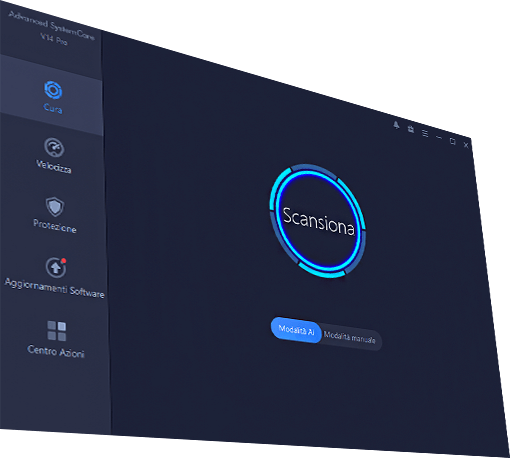 Advanced SystemCare
V14 Pro
Cura
Velocizza
Protezione
Aggiornamenti Software
Centro Azioni
Scansiona
Modalità AI
Modalità manuale